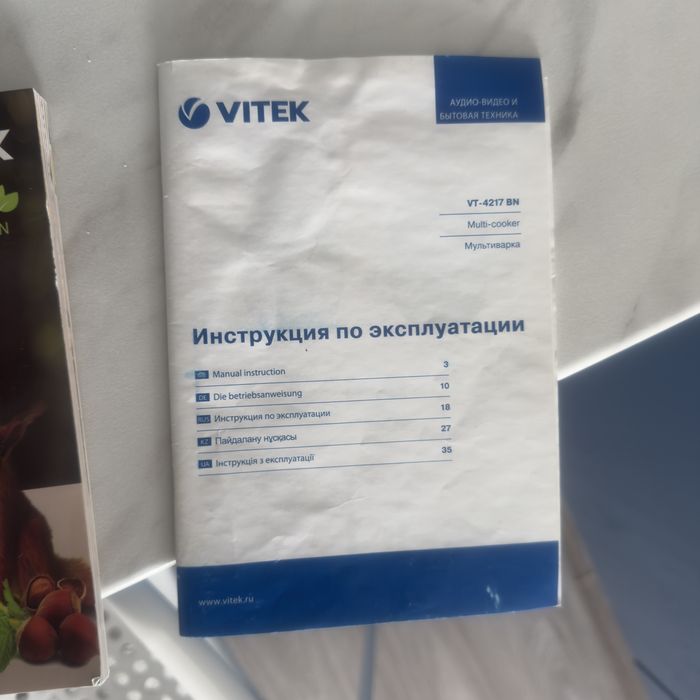 VITEK
АУДИО-ВИДЕО И
БЫТОВАЯ ТЕХНИКА
VT-4217 BN
Multi-cooker
Мультиварка
Инструкция по эксплуатации
Manual instruction 3
DE Die betriebsanweisung 10
RUS Инструкция по эксплуатации 18
KZ Пайдалану нұсқасы 27
UA Інструкція з експлуатації 35
www.vitek.ru
K
N